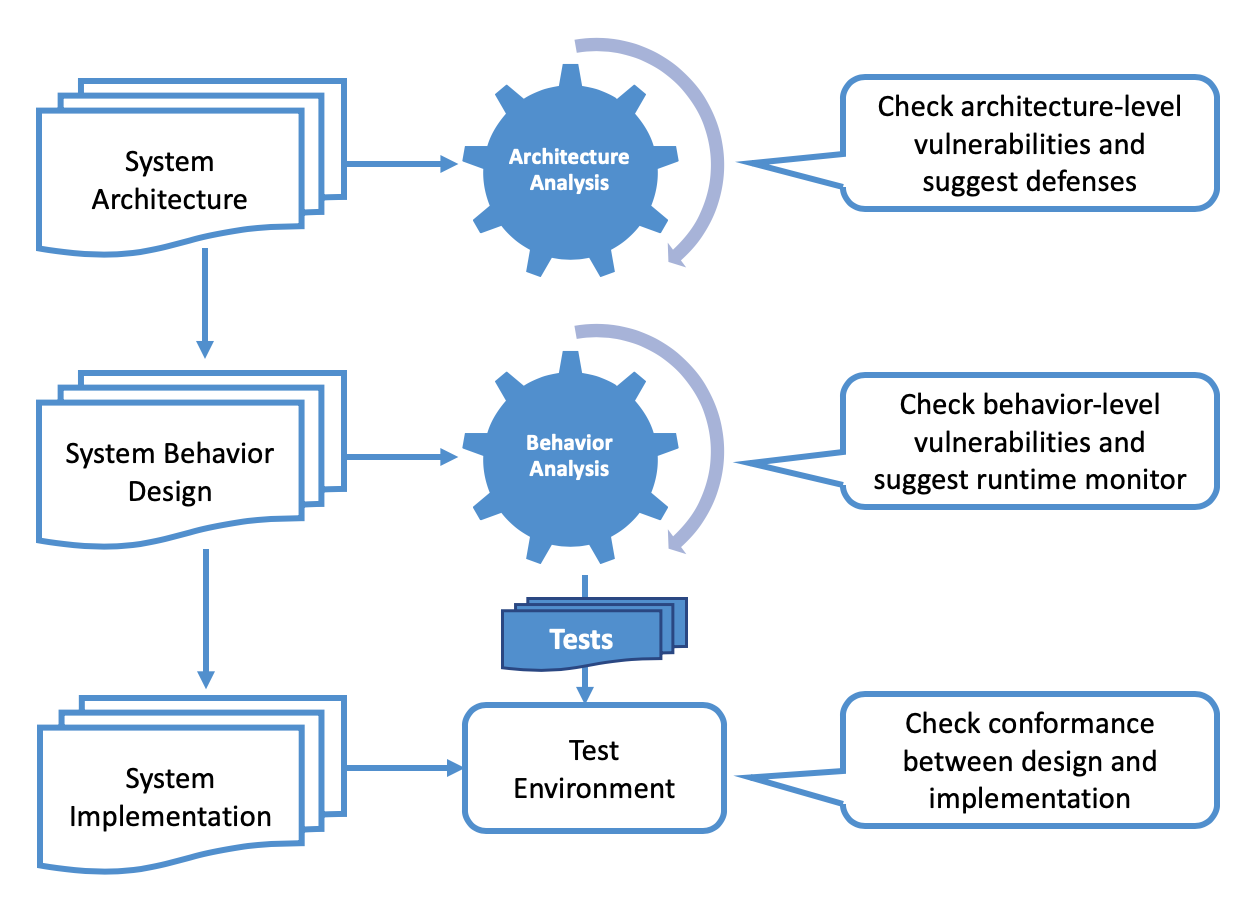 System
Architecture
Architecture
Analysis
Check architecture-level
vulnerabilities and
suggest defenses
System Behavior
Design
Behavior
Analysis
Check behavior-level
vulnerabilities and
suggest runtime monitor
Tests
System
Implementation
Test
Environment
Check conformance
between design and
implementation